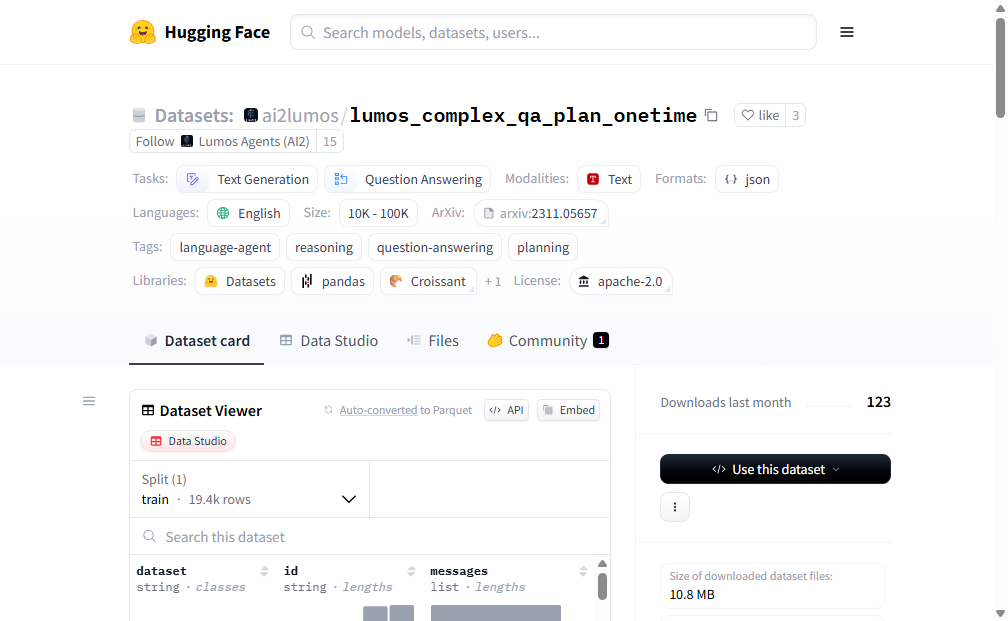 Hugging Face
Search models, datasets, users...
Datasets: ai2lumos/lumos_complex_qa_plan_onetime like 3
Follow Lumos Agents (AI2) 15
Tasks: Text Generation Question Answering Modalities: Text Formats: json
Languages: English Size: 10K - 100K ArXiv: arxiv:2311.05657
Tags: language-agent reasoning question-answering planning
Libraries: Datasets pandas Croissant + 1 License: apache-2.0
Dataset card Data Studio Files Community 1
Dataset Viewer Auto-converted to Parquet API Embed
Data Studio
Split (1)
train · 19.4k rows
Search this dataset
dataset id messages
string · classes string · lengths list · lengths
Downloads last month 123
Use this dataset
Size of downloaded dataset files:
10.8 MB